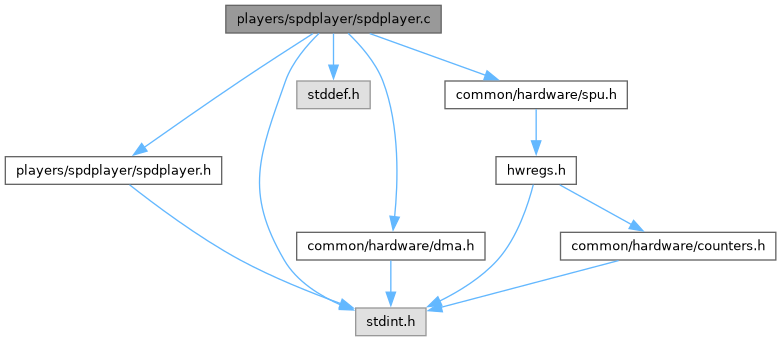 players/spdplayer/spdplayer.c
stddef.h
common/hardware/spu.h
players/spdplayer/spdplayer.h
hwregs.h
common/hardware/dma.h
common/hardware/counters.h
stdint.h